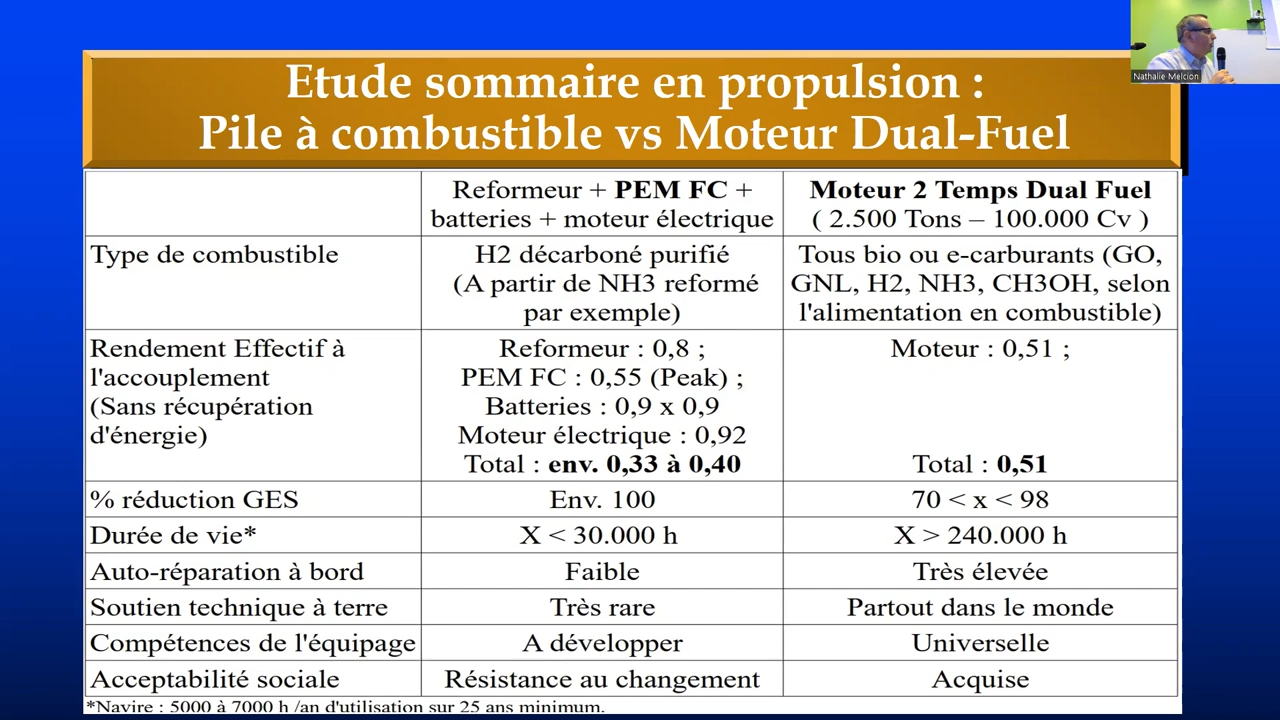 Nathalie Melcion
Etude sommaire en propulsion :
Pile à combustible vs Moteur Dual-Fuel
Reformeur + PEM FC +
batteries + moteur électrique
Moteur 2 Temps Dual Fuel
( 2.500 Tons – 100.000 Cv )
Type de combustible
H2 décarboné purifié
(A partir de NH3 reformé
par exemple)
Tous bio ou e-carburants (GO,
GNL, H2, NH3, CH3OH, selon
l'alimentation en combustible)
Rendement Effectif à
l'accouplement
(Sans récupération
d'énergie)
Reformeur : 0,8 ;
PEM FC : 0,55 (Peak) ;
Batteries : 0,9 x 0,9
Moteur électrique : 0,92
Total : env. 0,33 à 0,40
Moteur : 0,51 ;
Total : 0,51
% réduction GES
Env. 100
70 < x < 98
Durée de vie*
X < 30.000 h
X > 240.000 h
Auto-réparation à bord
Faible
Très élevée
Soutien technique à terre
Très rare
Partout dans le monde
Compétences de l'équipage
A développer
Universelle
Acceptabilité sociale
Résistance au changement
Acquise
*Navire : 5000 à 7000 h /an d'utilisation sur 25 ans minimum.